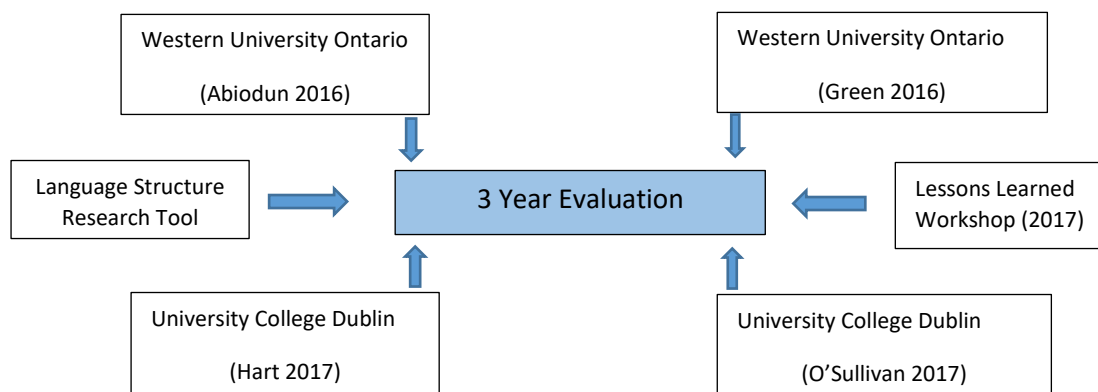 Western University Ontario
(Abiodun 2016)
Western University Ontario
(Green 2016)
Language Structure
Research Tool
3 Year Evaluation
Lessons Learned
Workshop (2017)
University College Dublin
(Hart 2017)
University College Dublin
(O’Sullivan 2017)